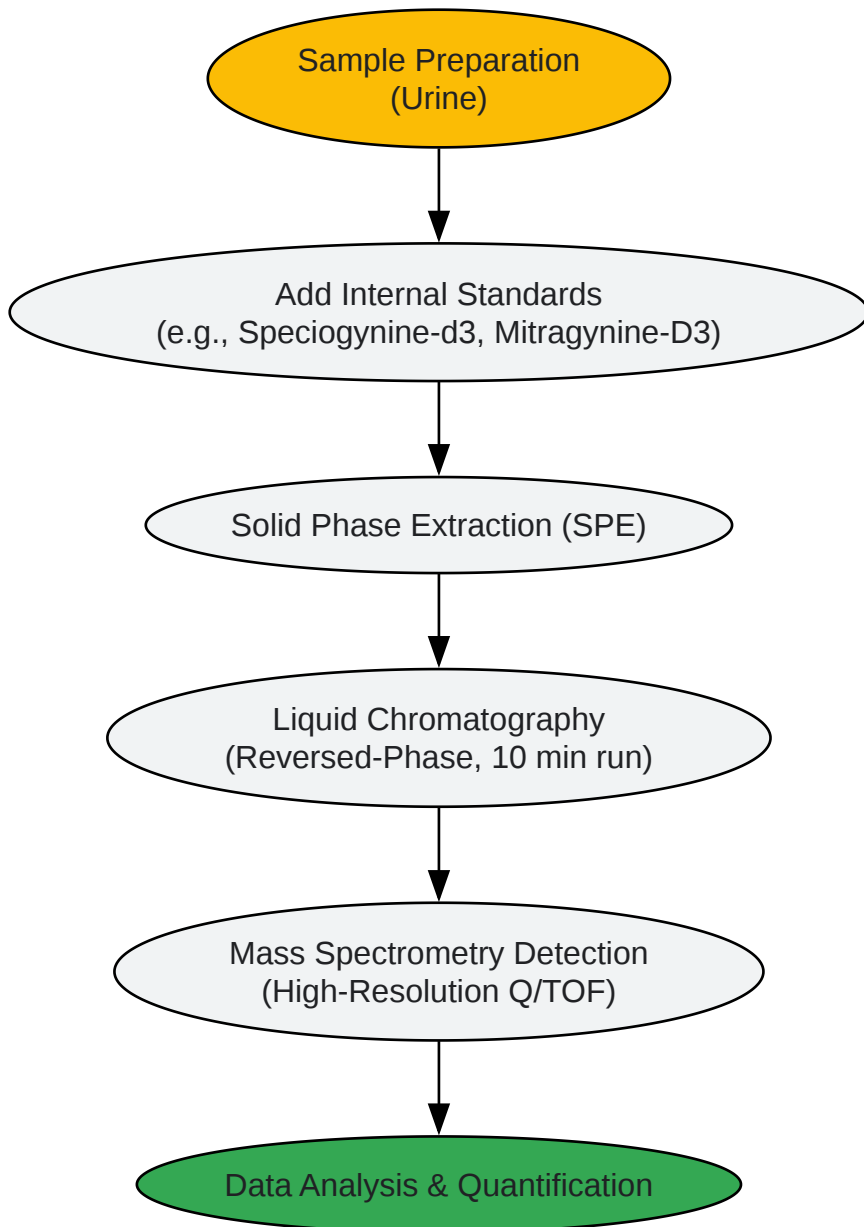 Sample Preparation
(Urine)
Add Internal Standards
(e.g., Speciogynine-d3, Mitragynine-D3)
Solid Phase Extraction (SPE)
Liquid Chromatography
(Reversed-Phase, 10 min run)
Mass Spectrometry Detection
(High-Resolution Q/TOF)
Data Analysis & Quantification